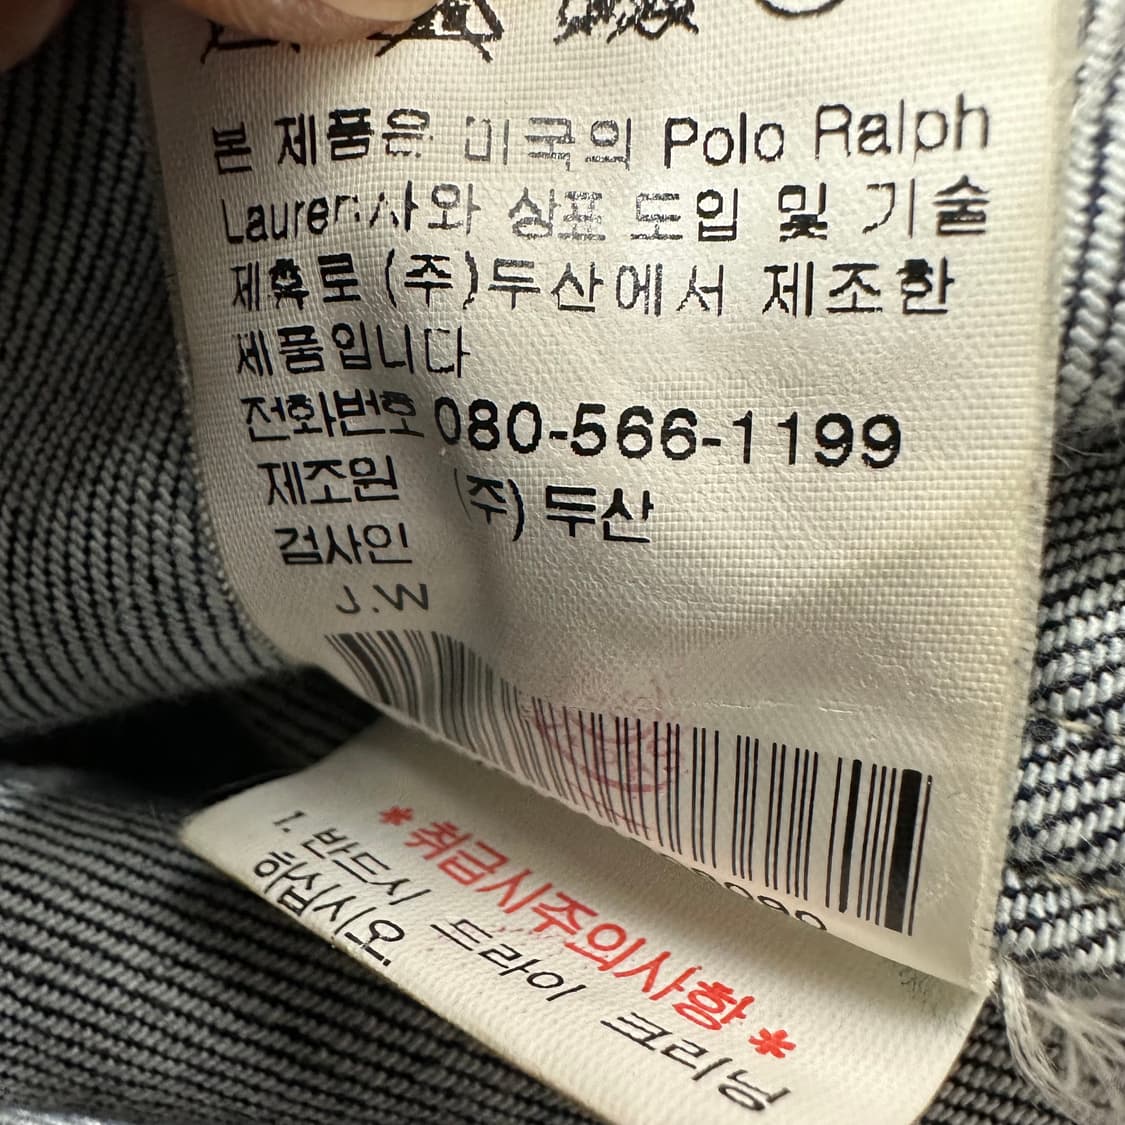 본 제품은 미국의 Polo Ralph
Lauren사와 상표 도입 및 기술
제휴로 (주)두산에서 제조한
제품입니다
전화번호 080-566-1199
제조원 (주) 두산
검사인
J.W
* 취급시주의사항 *
1. 반드시 드라이 크리닝
하십시오.